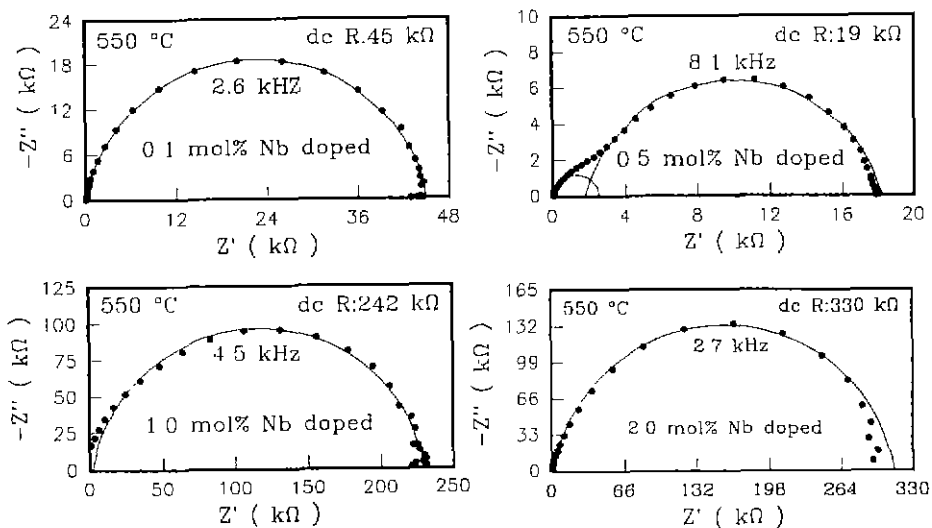 550 °C dc R.45 kΩ
24
18
12
6
0
-Z'' ( kΩ )
2.6 kHZ
0 1 mol% Nb doped
0 12 24 36 48
Z' ( kΩ )
550 °C dc R:19 kΩ
10
8
6
4
2
0
-Z'' ( kΩ )
8 1 kHz
0 5 mol% Nb doped
0 4 8 12 16 20
Z' ( kΩ )
550 °C dc R:242 kΩ
125
100
75
50
25
0
-Z'' ( kΩ )
4 5 kHz
1 0 mol% Nb doped
0 50 100 150 200 250
Z' ( kΩ )
550 °C dc R:330 kΩ
165
132
99
66
33
0
-Z'' ( kΩ )
2 7 kHz
2 0 mol% Nb doped
0 66 132 198 264 330
Z' ( kΩ )